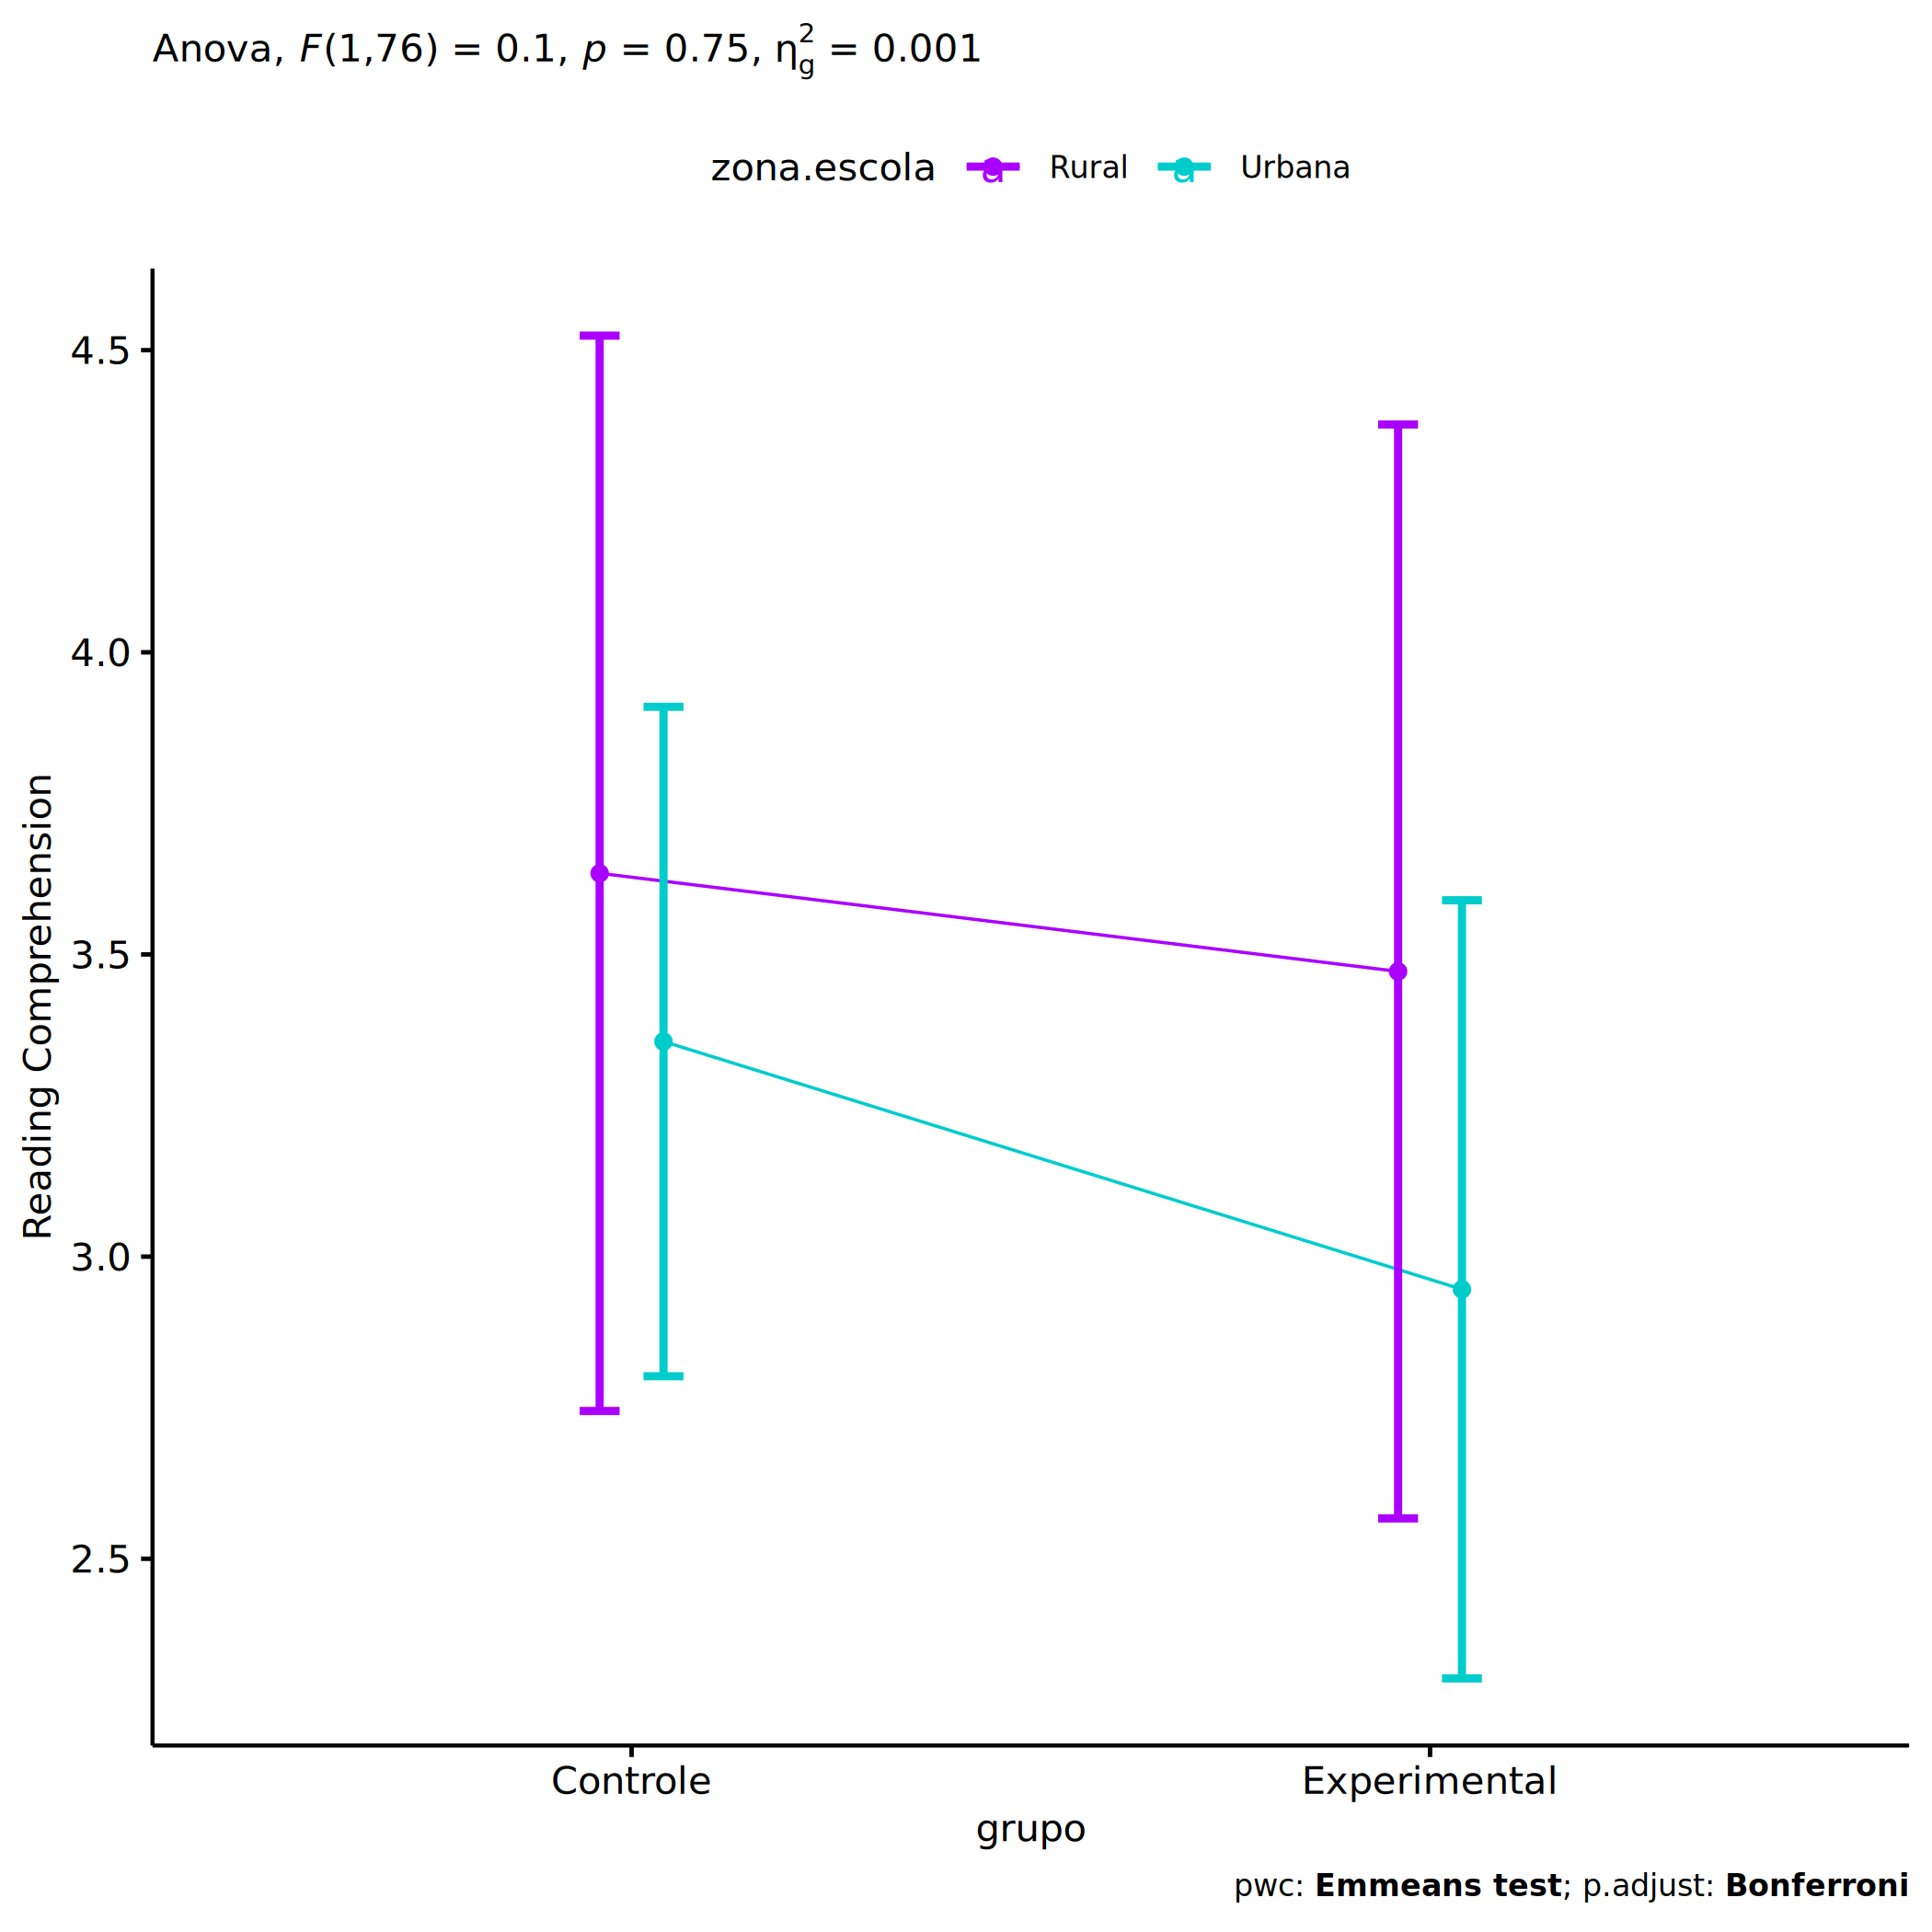 Anova, F(1,76) = 0.1, p = 0.75, η²g = 0.001
zona.escola a Rural a Urbana
4.5
4.0
3.5
3.0
2.5
Reading Comprehension
Controle Experimental
grupo
pwc: Emmeans test; p.adjust: Bonferroni